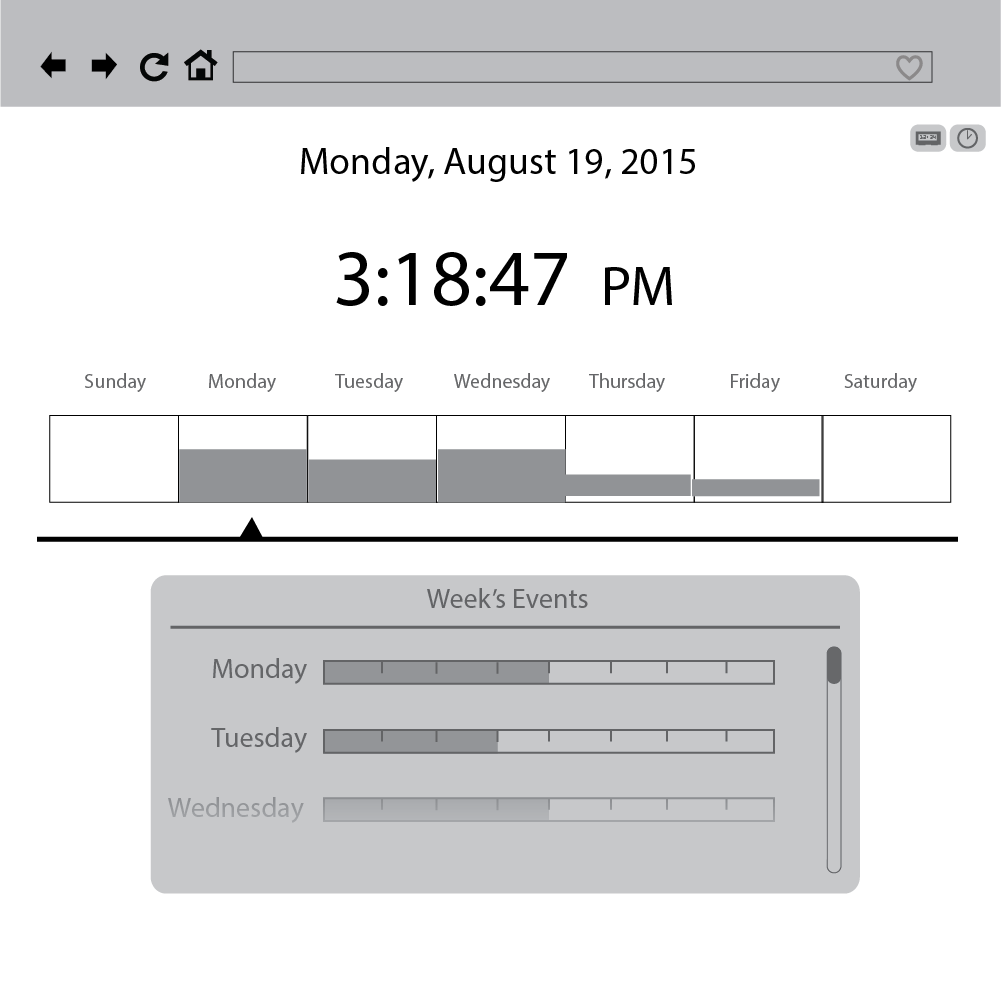 Monday, August 19, 2015
3:18:47 PM
Sunday Monday Tuesday Wednesday Thursday Friday Saturday
Week’s Events
Monday
Tuesday
Wednesday